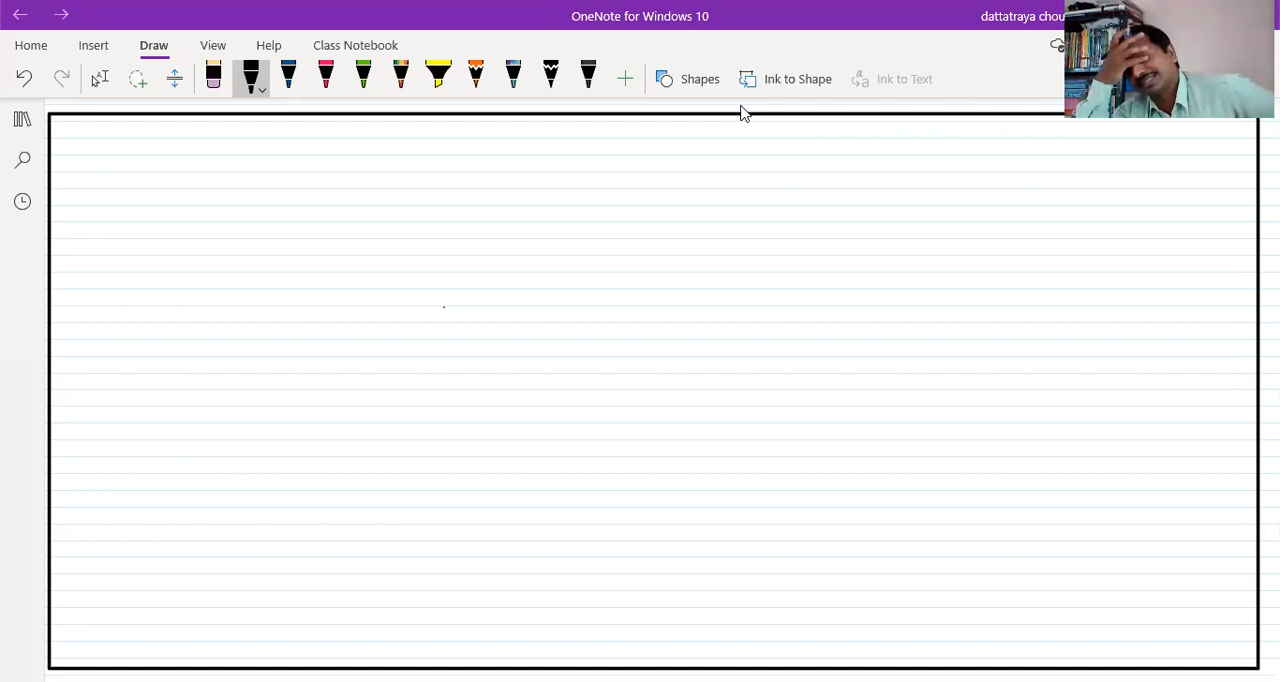 OneNote for Windows 10
dattatraya chou
Home Insert Draw View Help Class Notebook
Shapes Ink to Shape Ink to Text